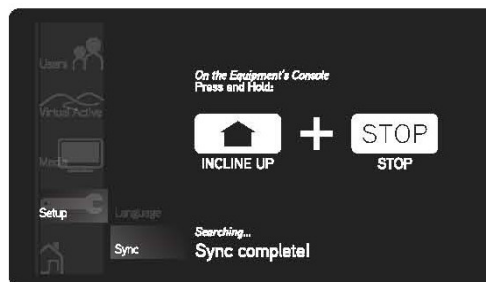 Users
Virtual Active
Media
Setup
Language
Sync
On the Equipment's Console
Press and Hold:
STOP
INCLINE UP
STOP
Searching...
Sync complete!